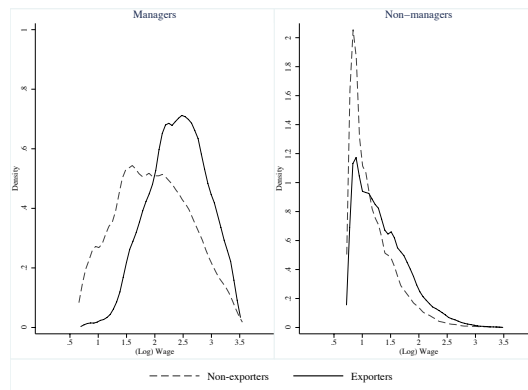 Managers
Non−managers
1
.8
.6
.4
.2
0
Density
.5 1 1.5 2 2.5 3 3.5
(Log) Wage
2
1.8
1.6
1.4
1.2
1
.8
.6
.4
.2
0
Density
.5 1 1.5 2 2.5 3 3.5
(Log) Wage
Non-exporters
Exporters